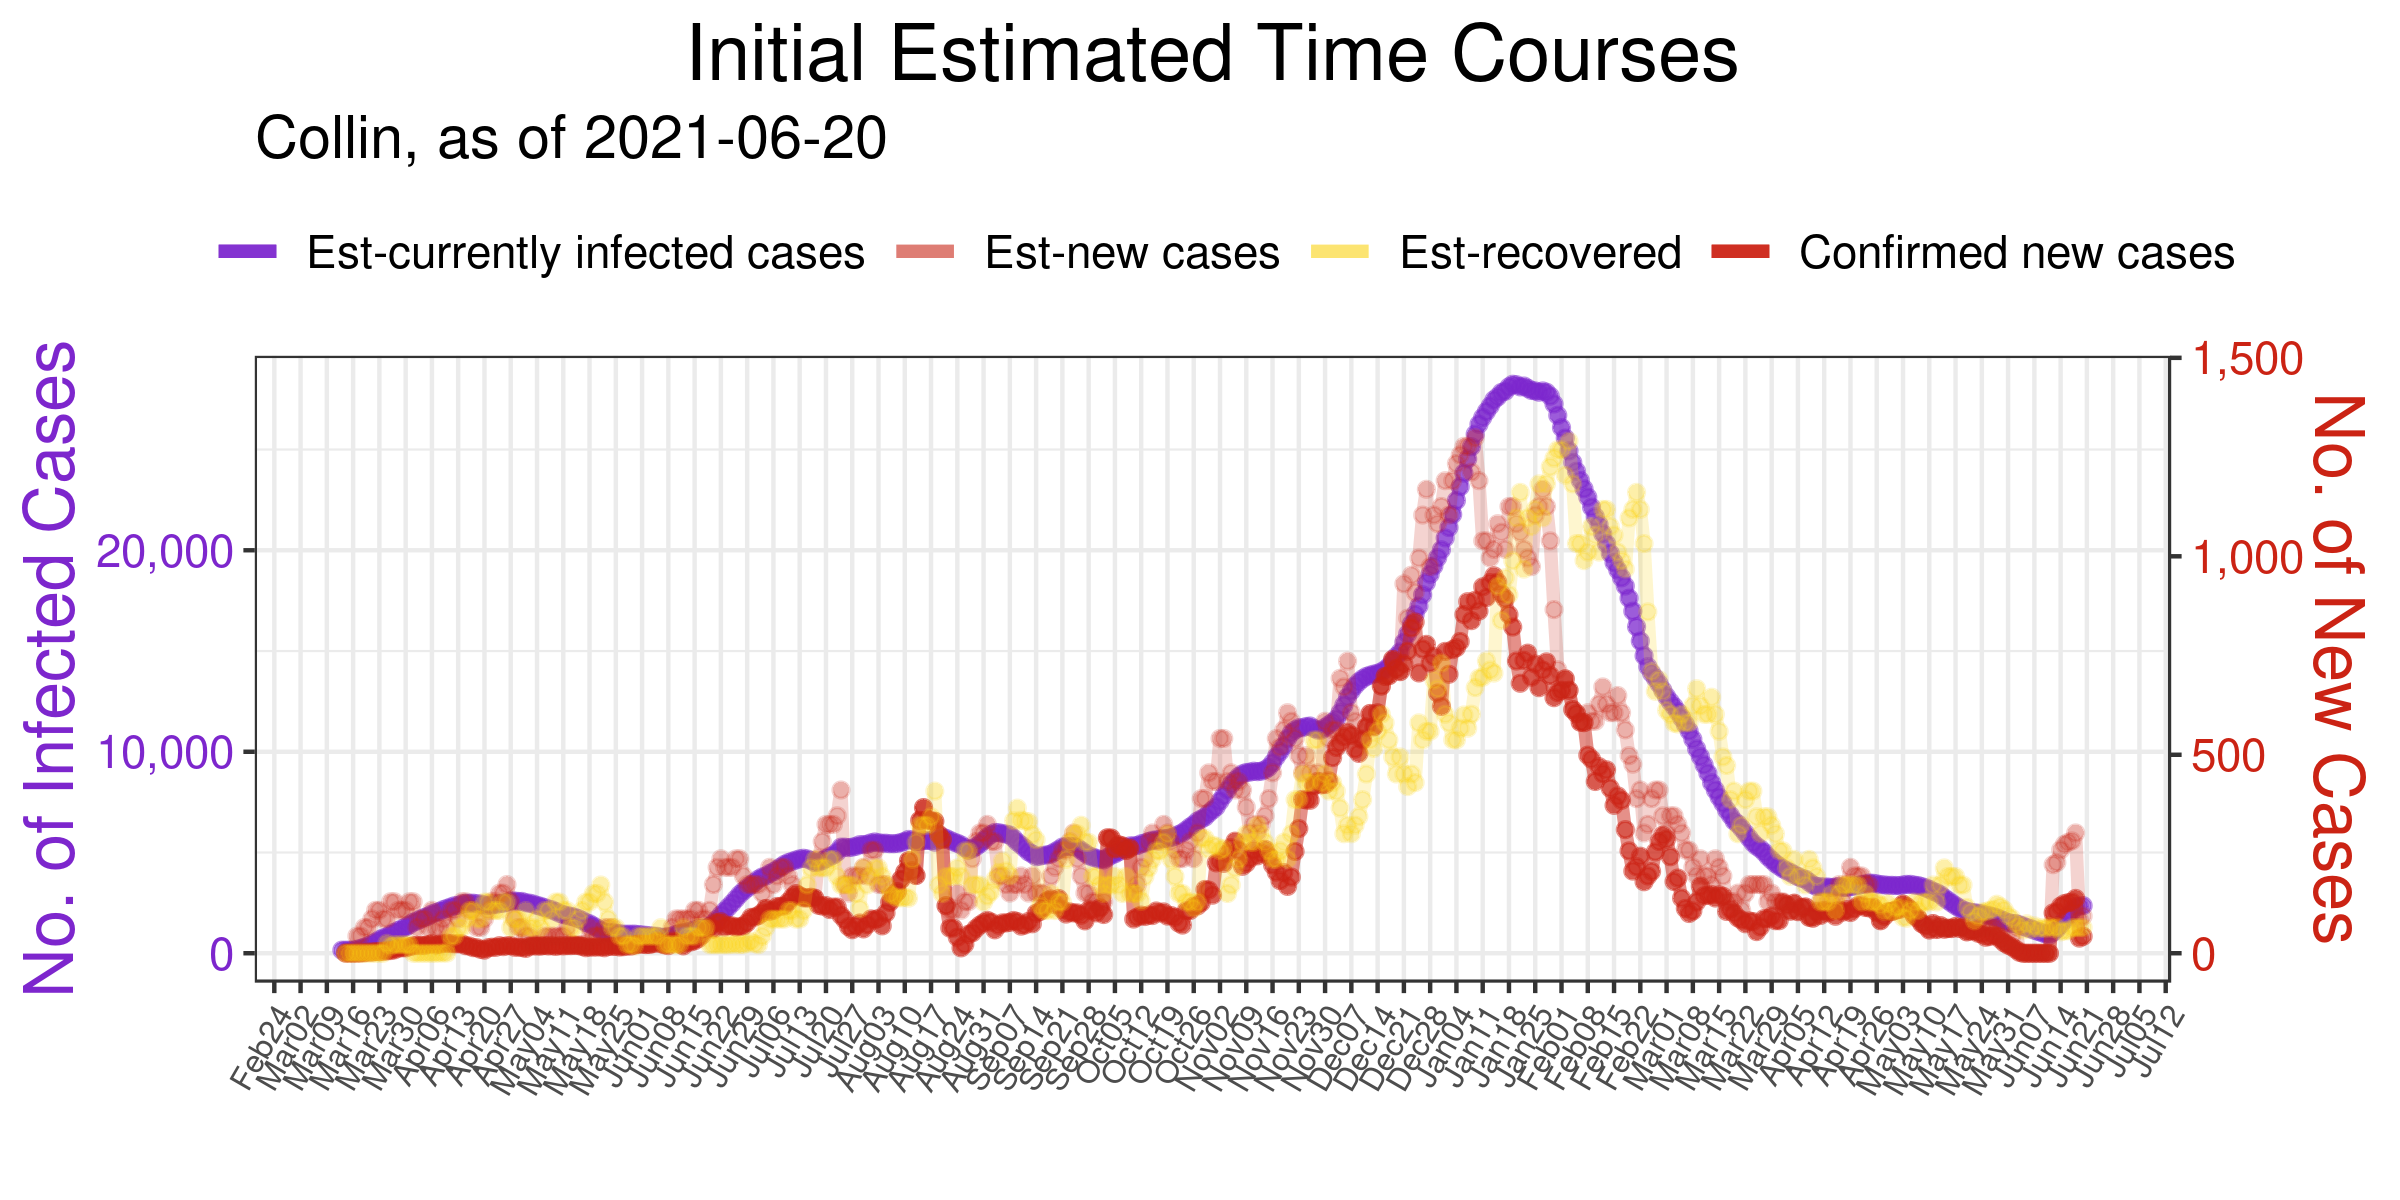 Initial Estimated Time Courses
Collin, as of 2021-06-20
Est-currently infected cases
Est-new cases
Est-recovered
Confirmed new cases
No. of Infected Cases
20,000
10,000
0
1,500
1,000
500
0
No. of New Cases
Feb24
Mar02
Mar09
Mar16
Mar23
Mar30
Apr06
Apr13
Apr20
Apr27
May04
May11
May18
May25
Jun01
Jun08
Jun15
Jun22
Jun29
Jul06
Jul13
Jul20
Jul27
Aug03
Aug10
Aug17
Aug24
Aug31
Sep07
Sep14
Sep21
Sep28
Oct05
Oct12
Oct19
Oct26
Nov02
Nov09
Nov16
Nov23
Nov30
Dec07
Dec14
Dec21
Dec28
Jan04
Jan11
Jan18
Jan25
Feb01
Feb08
Feb15
Feb22
Mar01
Mar08
Mar15
Mar22
Mar29
Apr05
Apr12
Apr19
Apr26
May03
May10
May17
May24
May31
Jun07
Jun14
Jun21
Jun28
Jul05
Jul12